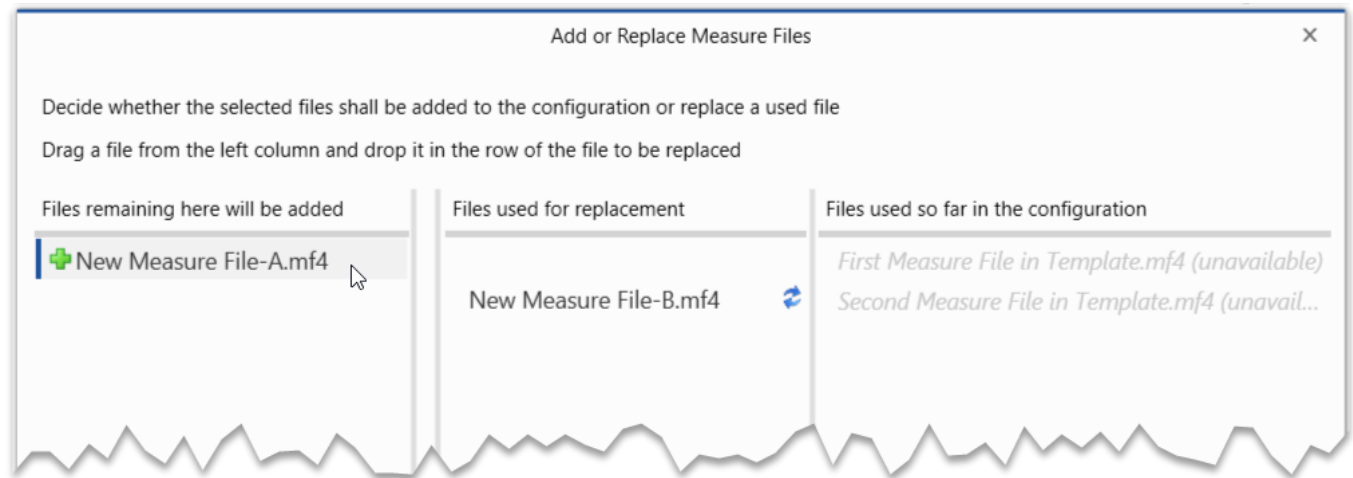 Add or Replace Measure Files
Decide whether the selected files shall be added to the configuration or replace a used file
Drag a file from the left column and drop it in the row of the file to be replaced
Files remaining here will be added
Files used for replacement
Files used so far in the configuration
New Measure File-A.mf4
First Measure File in Template.mf4 (unavailable)
New Measure File-B.mf4
Second Measure File in Template.mf4 (unavail...